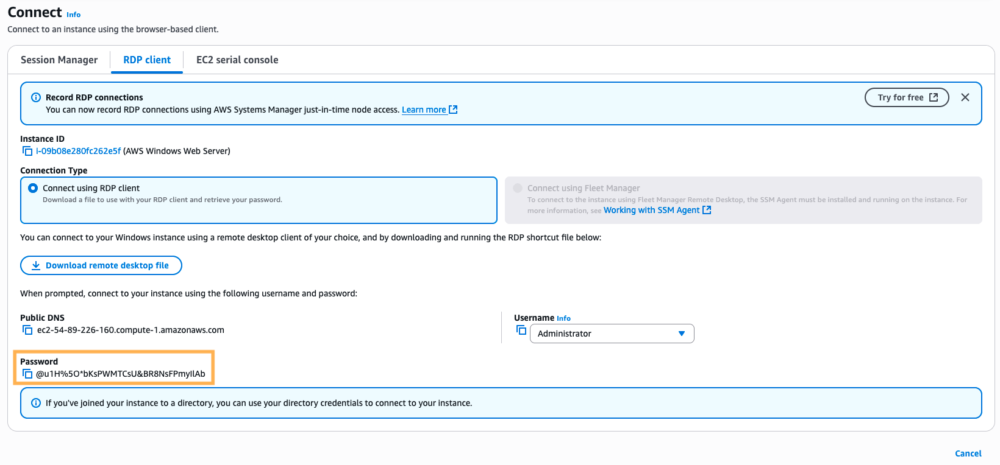 Connect Info
Connect to an instance using the browser-based client.
Session Manager
RDP client
EC2 serial console
Record RDP connections
You can now record RDP connections using AWS Systems Manager just-in-time node access. Learn more
Try for free
Instance ID
i-09b08e280fc262e5f (AWS Windows Web Server)
Connection Type
Connect using RDP client
Download a file to use with your RDP client and retrieve your password.
Connect using Fleet Manager
To connect to the instance using Fleet Manager Remote Desktop, the SSM Agent must be installed and running on the instance. For
more information, see Working with SSM Agent
You can connect to your Windows instance using a remote desktop client of your choice, and by downloading and running the RDP shortcut file below:
Download remote desktop file
When prompted, connect to your instance using the following username and password:
Public DNS
ec2-54-89-226-160.compute-1.amazonaws.com
Username Info
Administrator
Password
@u1H%5O*bKsPWMTCsU&BR8NsFPmyIlAb
If you've joined your instance to a directory, you can use your directory credentials to connect to your instance.
Cancel